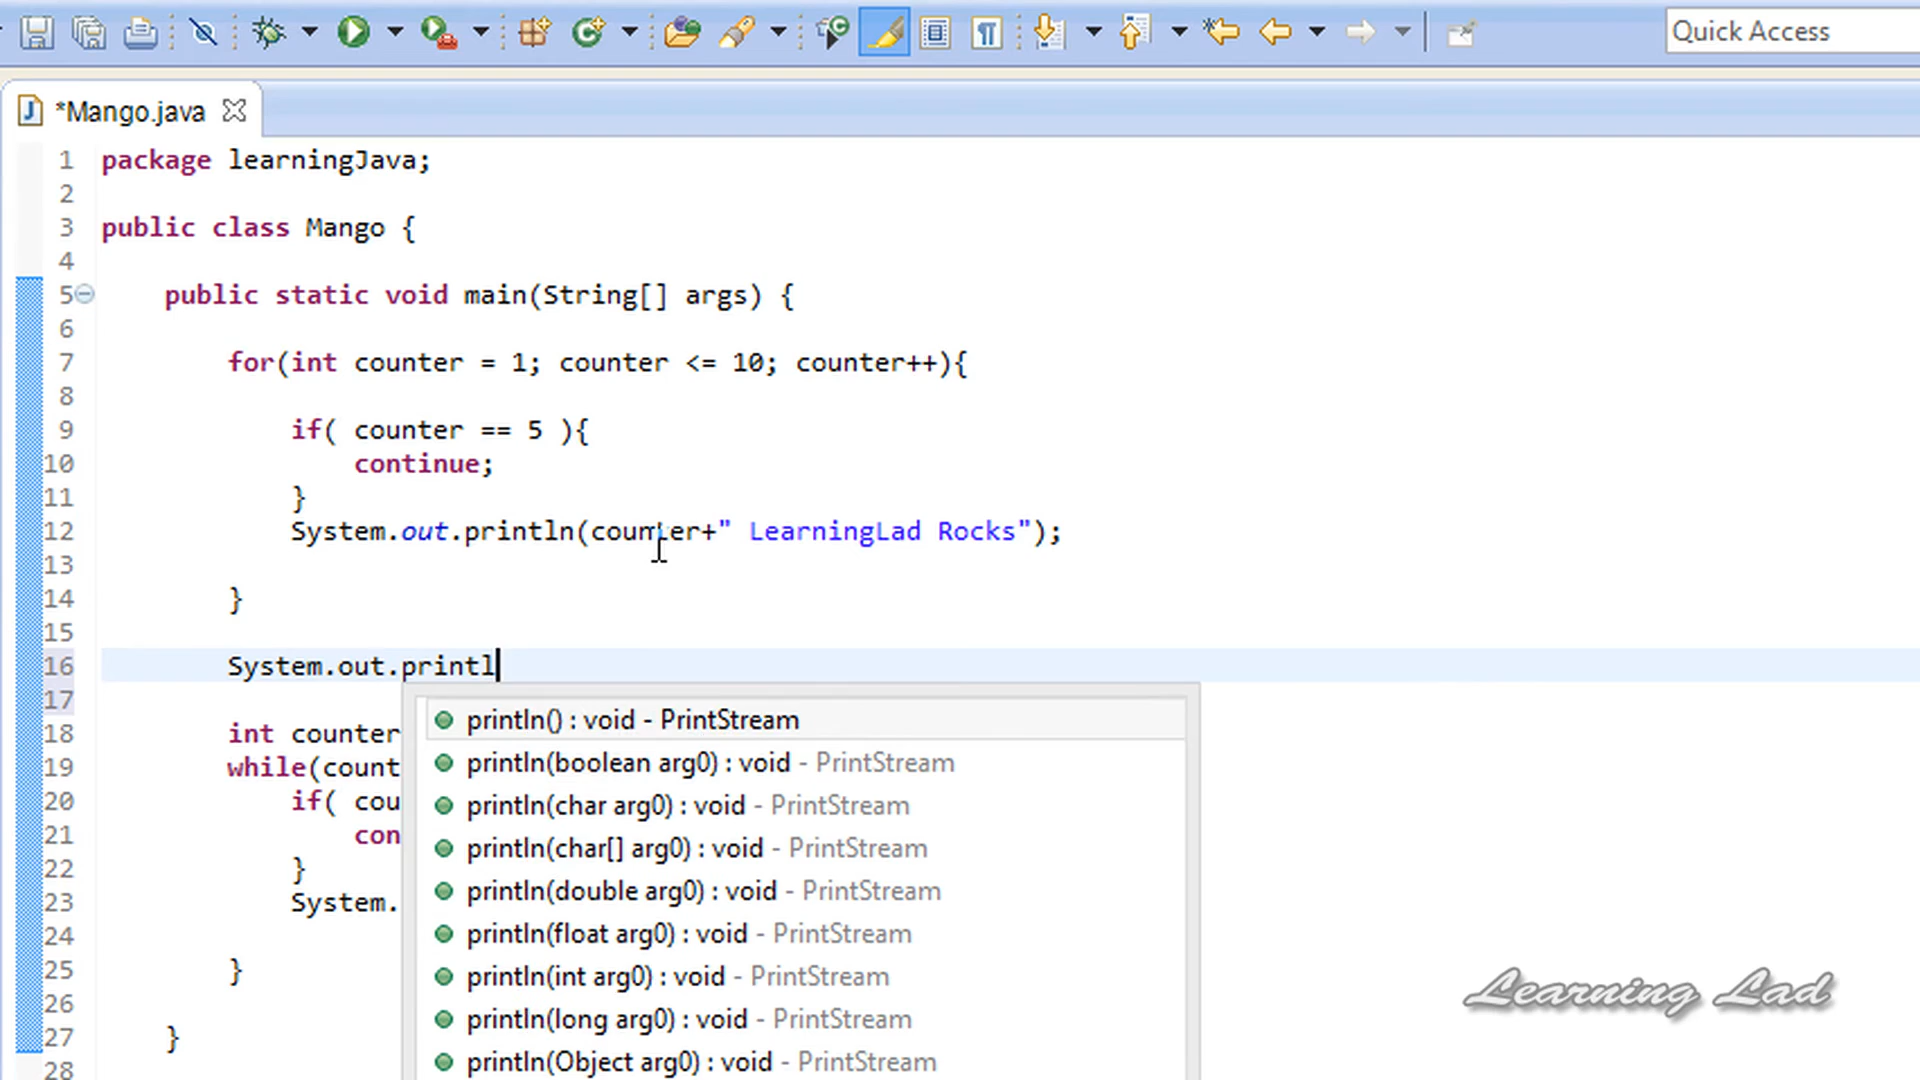 Quick Access
*Mango.java
1 package learningJava;
2
3 public class Mango {
4
5 public static void main(String[] args) {
6
7 for(int counter = 1; counter <= 10; counter++){
8
9 if( counter == 5 ){
10 continue;
11 }
12 System.out.println(counter+" LearningLad Rocks");
13
14 }
15
16 System.out.printl
17
println() : void - PrintStream
18 int counter
println(boolean arg0) : void - PrintStream
19 while(count
20 if( cou
println(char arg0) : void - PrintStream
21 con
println(char[] arg0) : void - PrintStream
22 }
println(double arg0) : void - PrintStream
23 System.
24
println(float arg0) : void - PrintStream
25 }
println(int arg0) : void - PrintStream
26
println(long arg0) : void - PrintStream
27 }
println(Object arg0) : void - PrintStream
28
Learning Lad